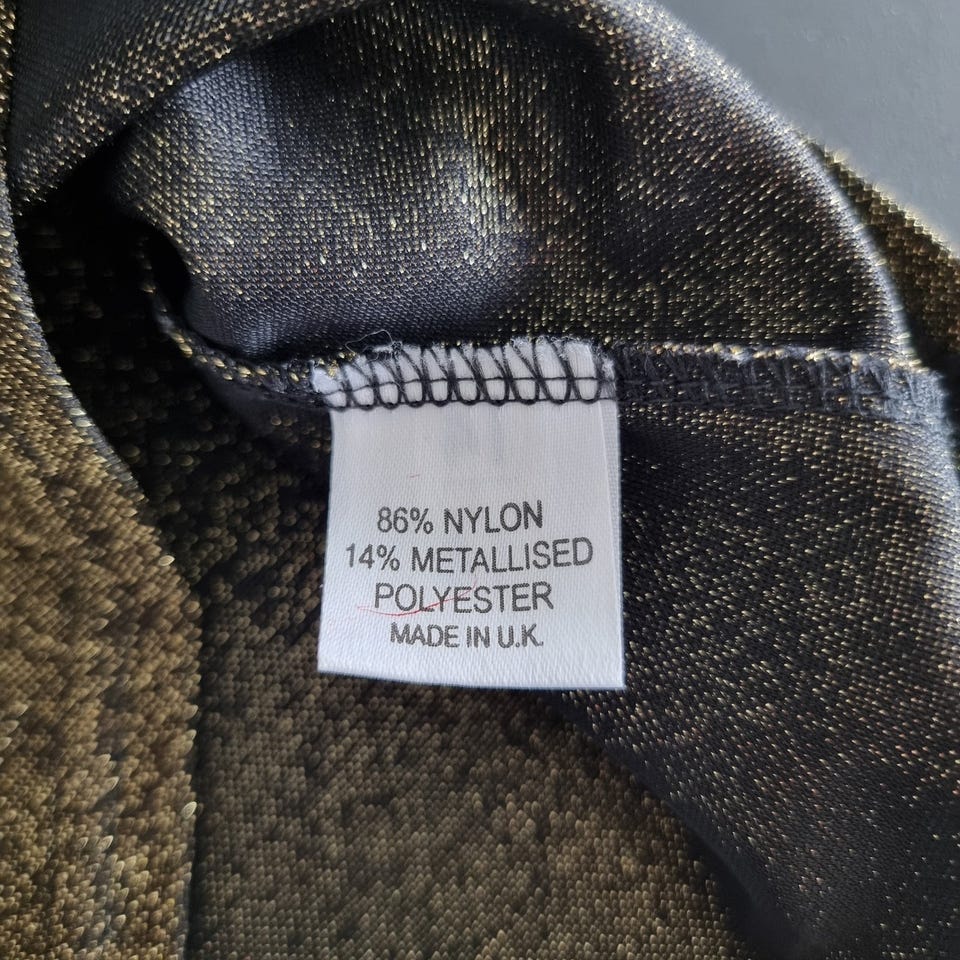 86% NYLON
14% METALLISED
POLYESTER
MADE IN U.K.